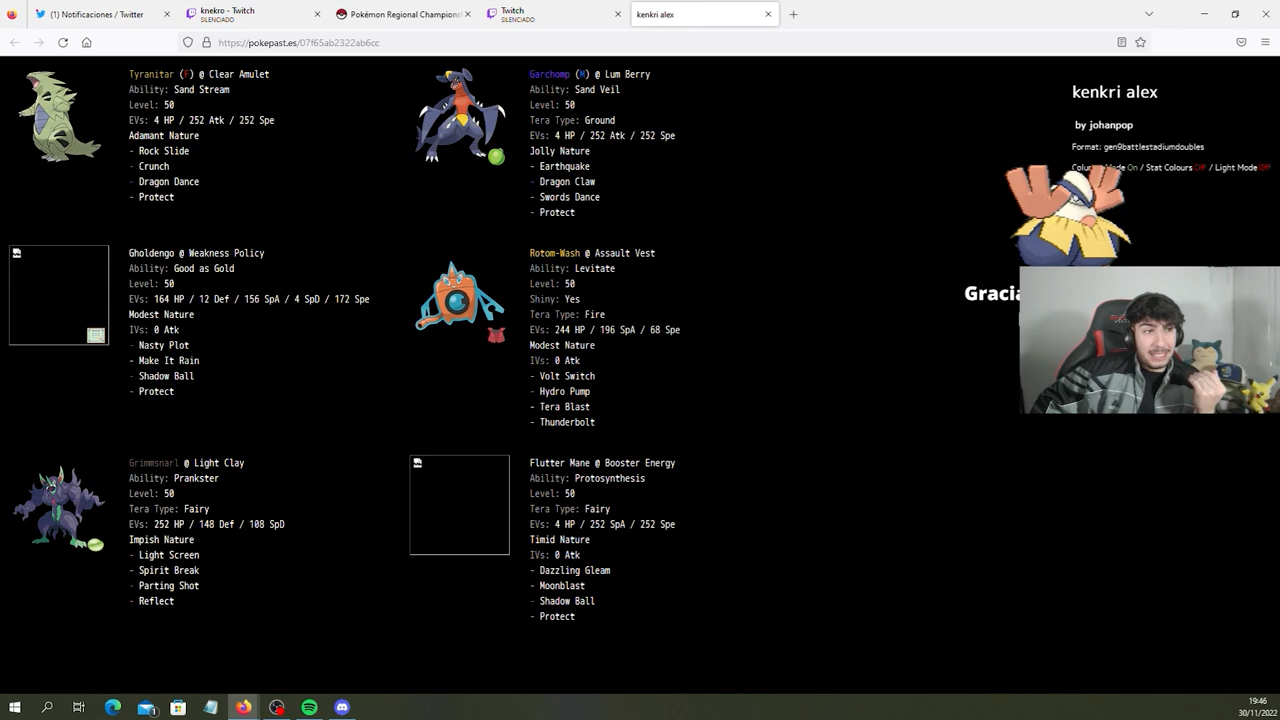 (1) Notificaciones / Twitter
knekro - Twitch
SILENCIADO
Pokémon Regional Champions
Twitch
SILENCIADO
kenkri alex
https://pokepast.es/07f65ab2322ab6cc
Tyranitar (F) @ Clear Amulet
Ability: Sand Stream
Level: 50
EVs: 4 HP / 252 Atk / 252 Spe
Adamant Nature
- Rock Slide
- Crunch
- Dragon Dance
- Protect
Garchomp (M) @ Lum Berry
Ability: Sand Veil
Level: 50
Tera Type: Ground
EVs: 4 HP / 252 Atk / 252 Spe
Jolly Nature
- Earthquake
- Dragon Claw
- Swords Dance
- Protect
kenkri alex
by johanpop
Format: gen9battlestadiumdoubles
Mode On / Stat Colours Off / Light Mode Off
Gholdengo @ Weakness Policy
Ability: Good as Gold
Level: 50
EVs: 164 HP / 12 Def / 156 SpA / 4 SpD / 172 Spe
Modest Nature
IVs: 0 Atk
- Nasty Plot
- Make It Rain
- Shadow Ball
- Protect
Rotom-Wash @ Assault Vest
Ability: Levitate
Level: 50
Shiny: Yes
Tera Type: Fire
EVs: 244 HP / 196 SpA / 68 Spe
Modest Nature
IVs: 0 Atk
- Volt Switch
- Hydro Pump
- Tera Blast
- Thunderbolt
Gracia
Grimmsnarl @ Light Clay
Ability: Prankster
Level: 50
Tera Type: Fairy
EVs: 252 HP / 148 Def / 108 SpD
Impish Nature
- Light Screen
- Spirit Break
- Parting Shot
- Reflect
Flutter Mane @ Booster Energy
Ability: Protosynthesis
Level: 50
Tera Type: Fairy
EVs: 4 HP / 252 SpA / 252 Spe
Timid Nature
IVs: 0 Atk
- Dazzling Gleam
- Moonblast
- Shadow Ball
- Protect
19:46
30/11/2022